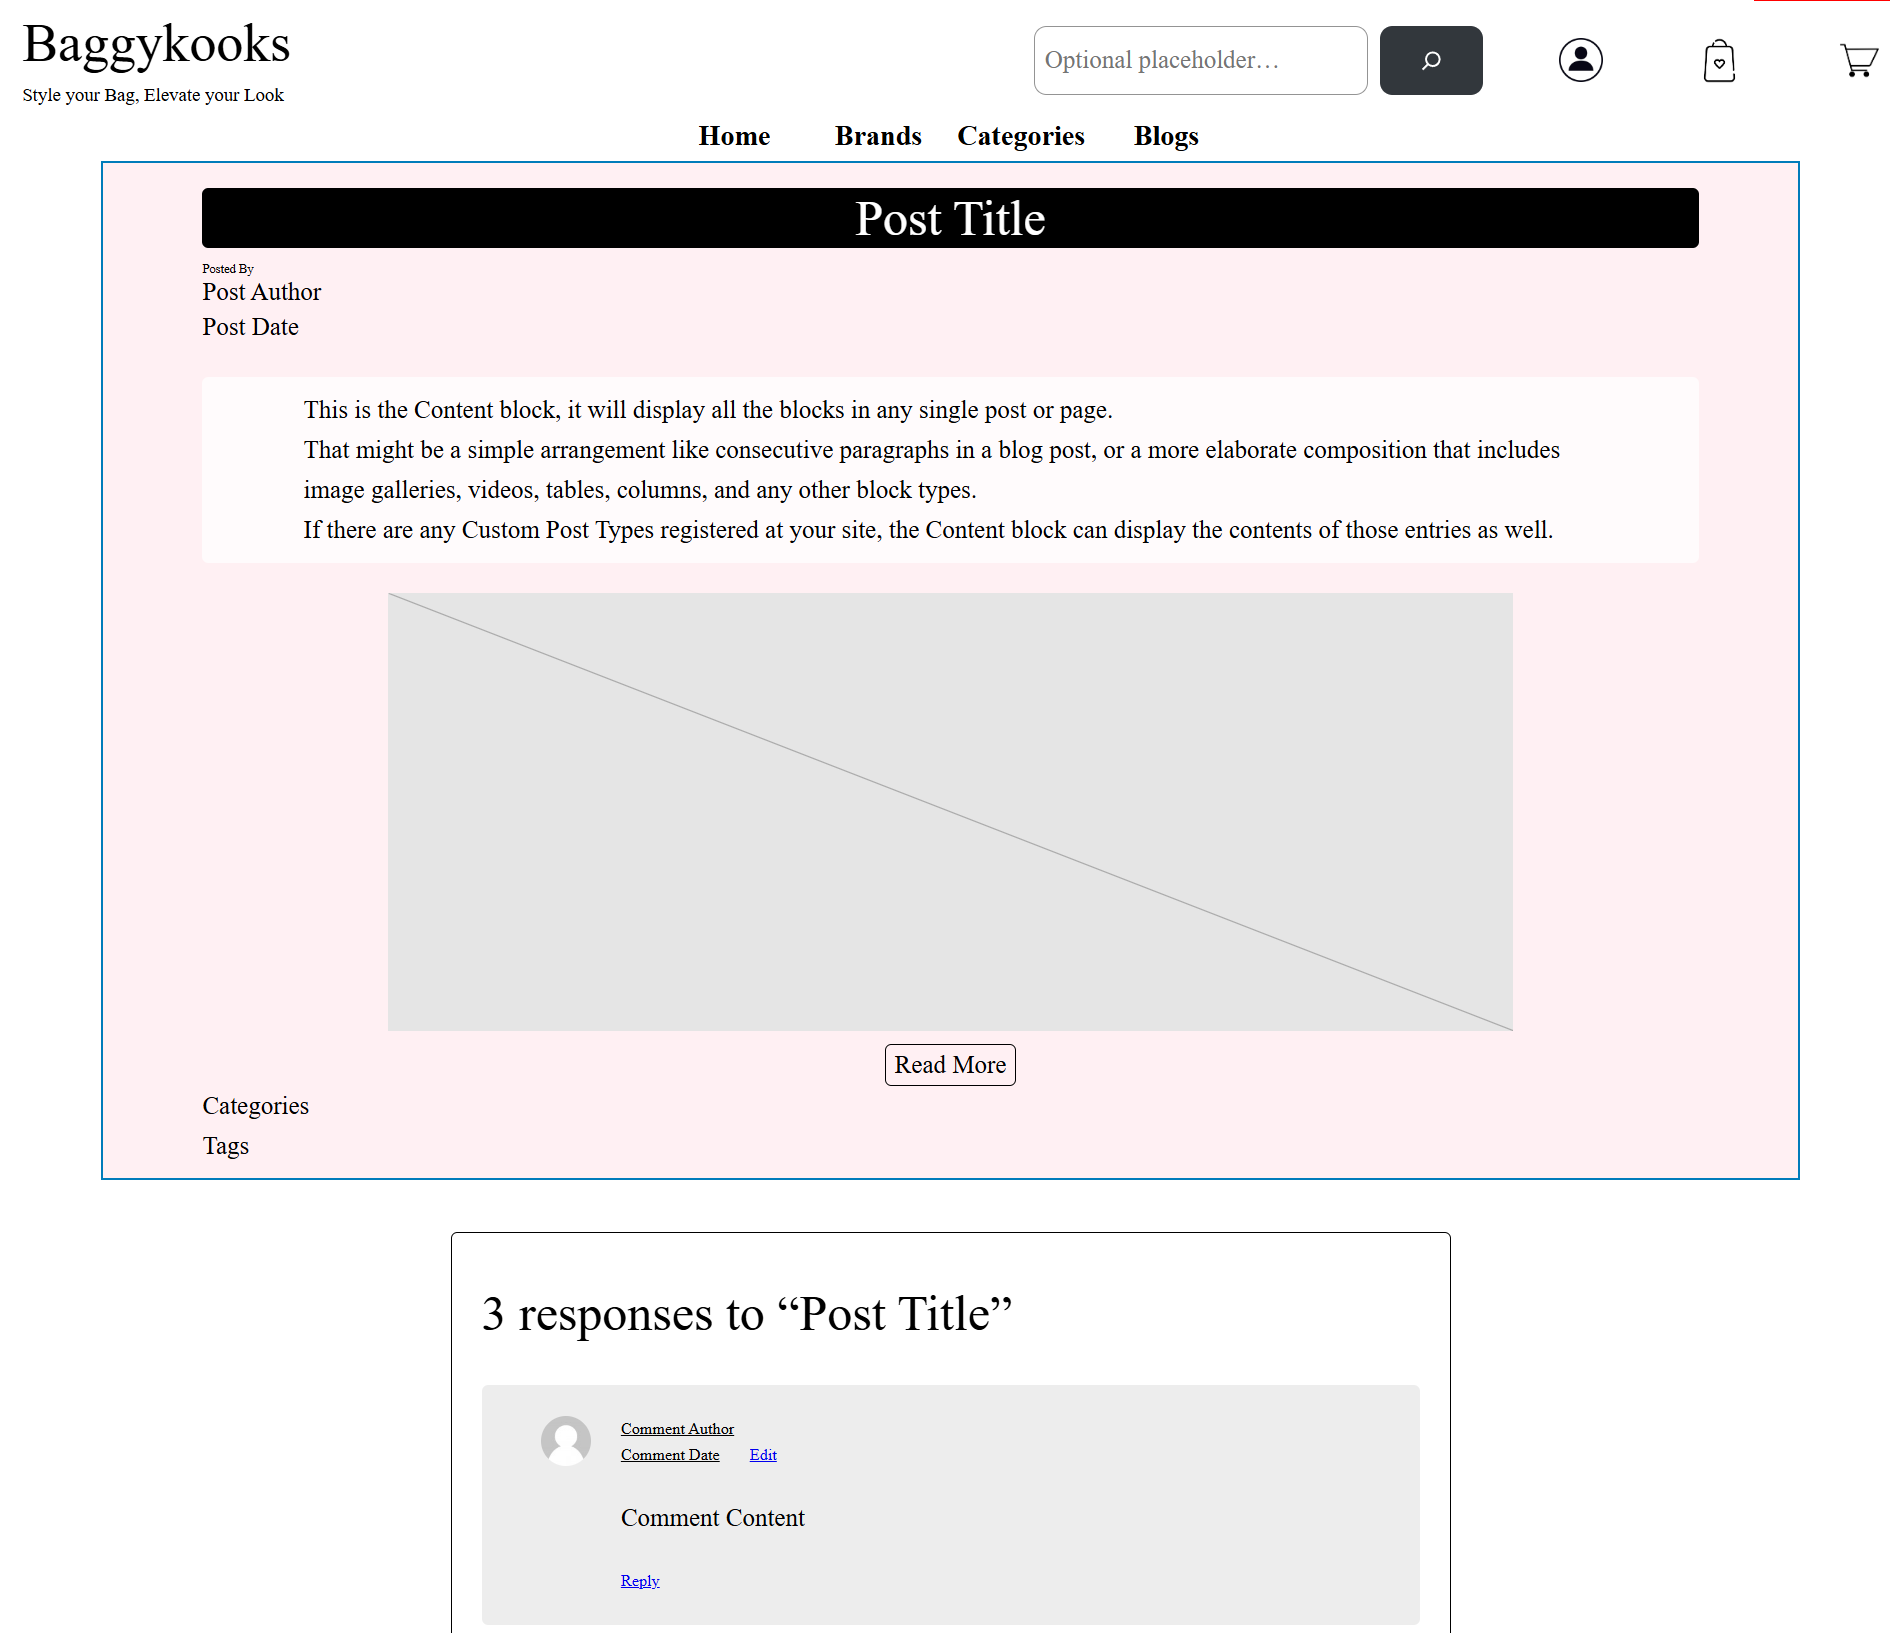 Baggykooks
Style your Bag, Elevate your Look
Optional placeholder…
Home Brands Categories Blogs
Post Title
Posted By
Post Author
Post Date
This is the Content block, it will display all the blocks in any single post or page.
That might be a simple arrangement like consecutive paragraphs in a blog post, or a more elaborate composition that includes
image galleries, videos, tables, columns, and any other block types.
If there are any Custom Post Types registered at your site, the Content block can display the contents of those entries as well.
Read More
Categories
Tags
3 responses to “Post Title”
Comment Author
Comment Date Edit
Comment Content
Reply